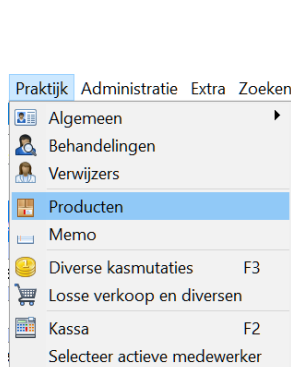 Praktijk Administratie Extra Zoeken
Algemeen
Behandelingen
Verwijzers
Producten
Memo
Diverse kasmutaties F3
Losse verkoop en diversen
Kassa F2
Selecteer actieve medewerker